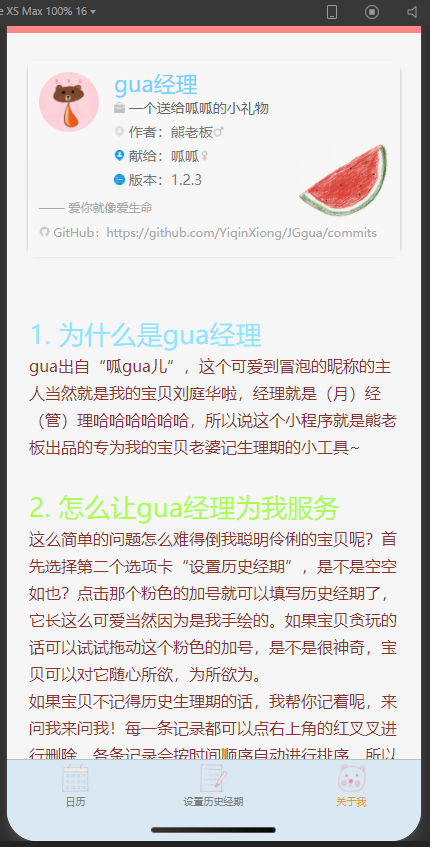 e XS Max 100% 16
gua经理
一个送给呱呱的小礼物
作者：熊老板♂
献给：呱呱♀
版本：1.2.3
—— 爱你就像爱生命
GitHub：https://github.com/YiqinXiong/JGgua/commits
1. 为什么是gua经理
gua出自“呱gua儿”，这个可爱到冒泡的昵称的主
人当然就是我的宝贝刘庭华啦，经理就是（月）经
（管）理哈哈哈哈哈哈，所以说这个小程序就是熊老
板出品的专为我的宝贝老婆记生理期的小工具~
2. 怎么让gua经理为我服务
这么简单的问题怎么难得倒我聪明伶俐的宝贝呢？首
先选择第二个选项卡“设置历史经期”，是不是空空
如也？点击那个粉色的加号就可以填写历史经期了，
它长这么可爱当然因为是我手绘的。如果宝贝贪玩的
话可以试试拖动这个粉色的加号，是不是很神奇，宝
贝可以对它随心所欲，为所欲为。
如果宝贝不记得历史生理期的话，我帮你记着呢，来
问我来问我！每一条记录都可以点右上角的红叉叉进
行删除，各条记录会按时间顺序自动进行排序，所以
日历
设置历史经期
关于我